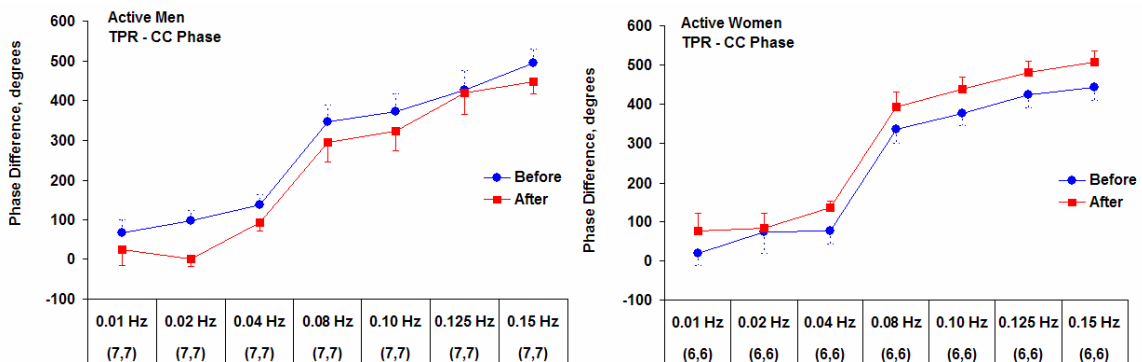 Active Men
TPR - CC Phase
Phase Difference, degrees
600
500
400
300
200
100
0
-100
Before
After
0.01 Hz 0.02 Hz 0.04 Hz 0.08 Hz 0.10 Hz 0.125 Hz 0.15 Hz
(7,7) (7,7) (7,7) (7,7) (7,7) (7,7) (7,7)
Active Women
TPR - CC Phase
Phase Difference, degrees
600
500
400
300
200
100
0
-100
Before
After
0.01 Hz 0.02 Hz 0.04 Hz 0.08 Hz 0.10 Hz 0.125 Hz 0.15 Hz
(6,6) (6,6) (6,6) (6,6) (6,6) (6,6) (6,6)